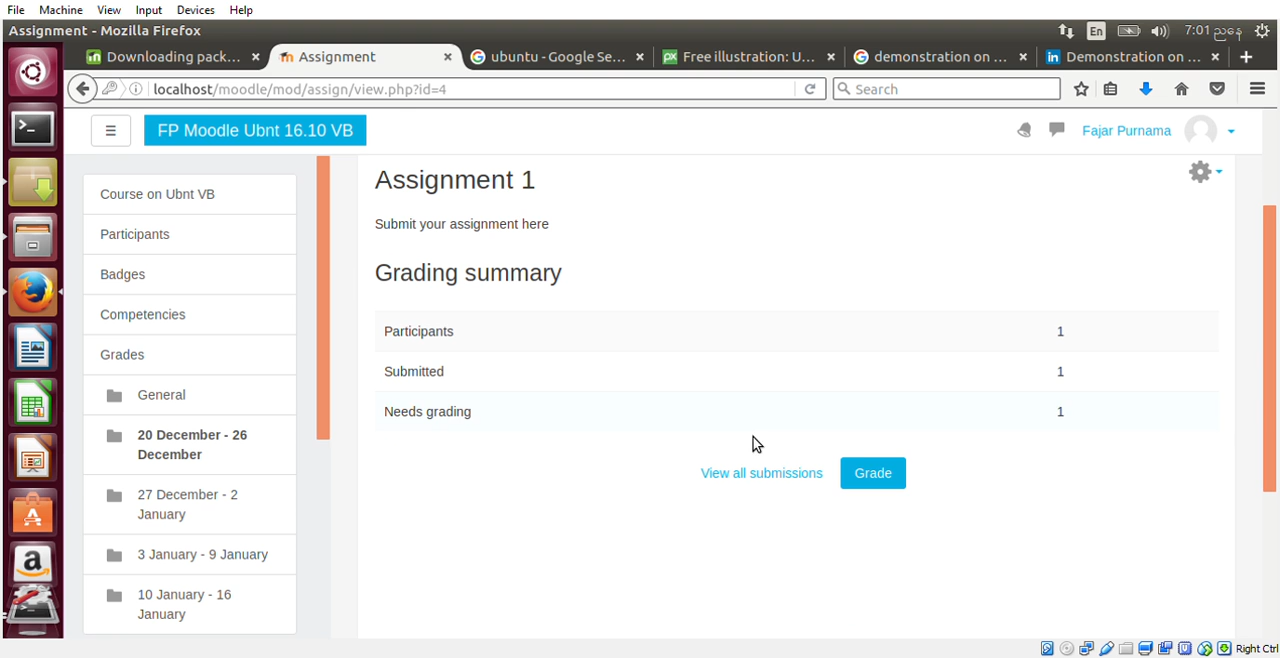 File Machine View Input Devices Help
Assignment - Mozilla Firefox
En 7:01 ညနေ
Downloading pack... × Assignment × ubuntu - Google Se... × Free illustration: U... × demonstration on ... × Demonstration on ... ×
localhost/moodle/mod/assign/view.php?id=4 Search
FP Moodle Ubnt 16.10 VB Fajar Purnama
Course on Ubnt VB
Participants
Badges
Competencies
Grades
General
20 December - 26
December
27 December - 2
January
3 January - 9 January
10 January - 16
January
Assignment 1
Submit your assignment here
Grading summary
Participants 1
Submitted 1
Needs grading 1
View all submissions Grade
Right Ctrl